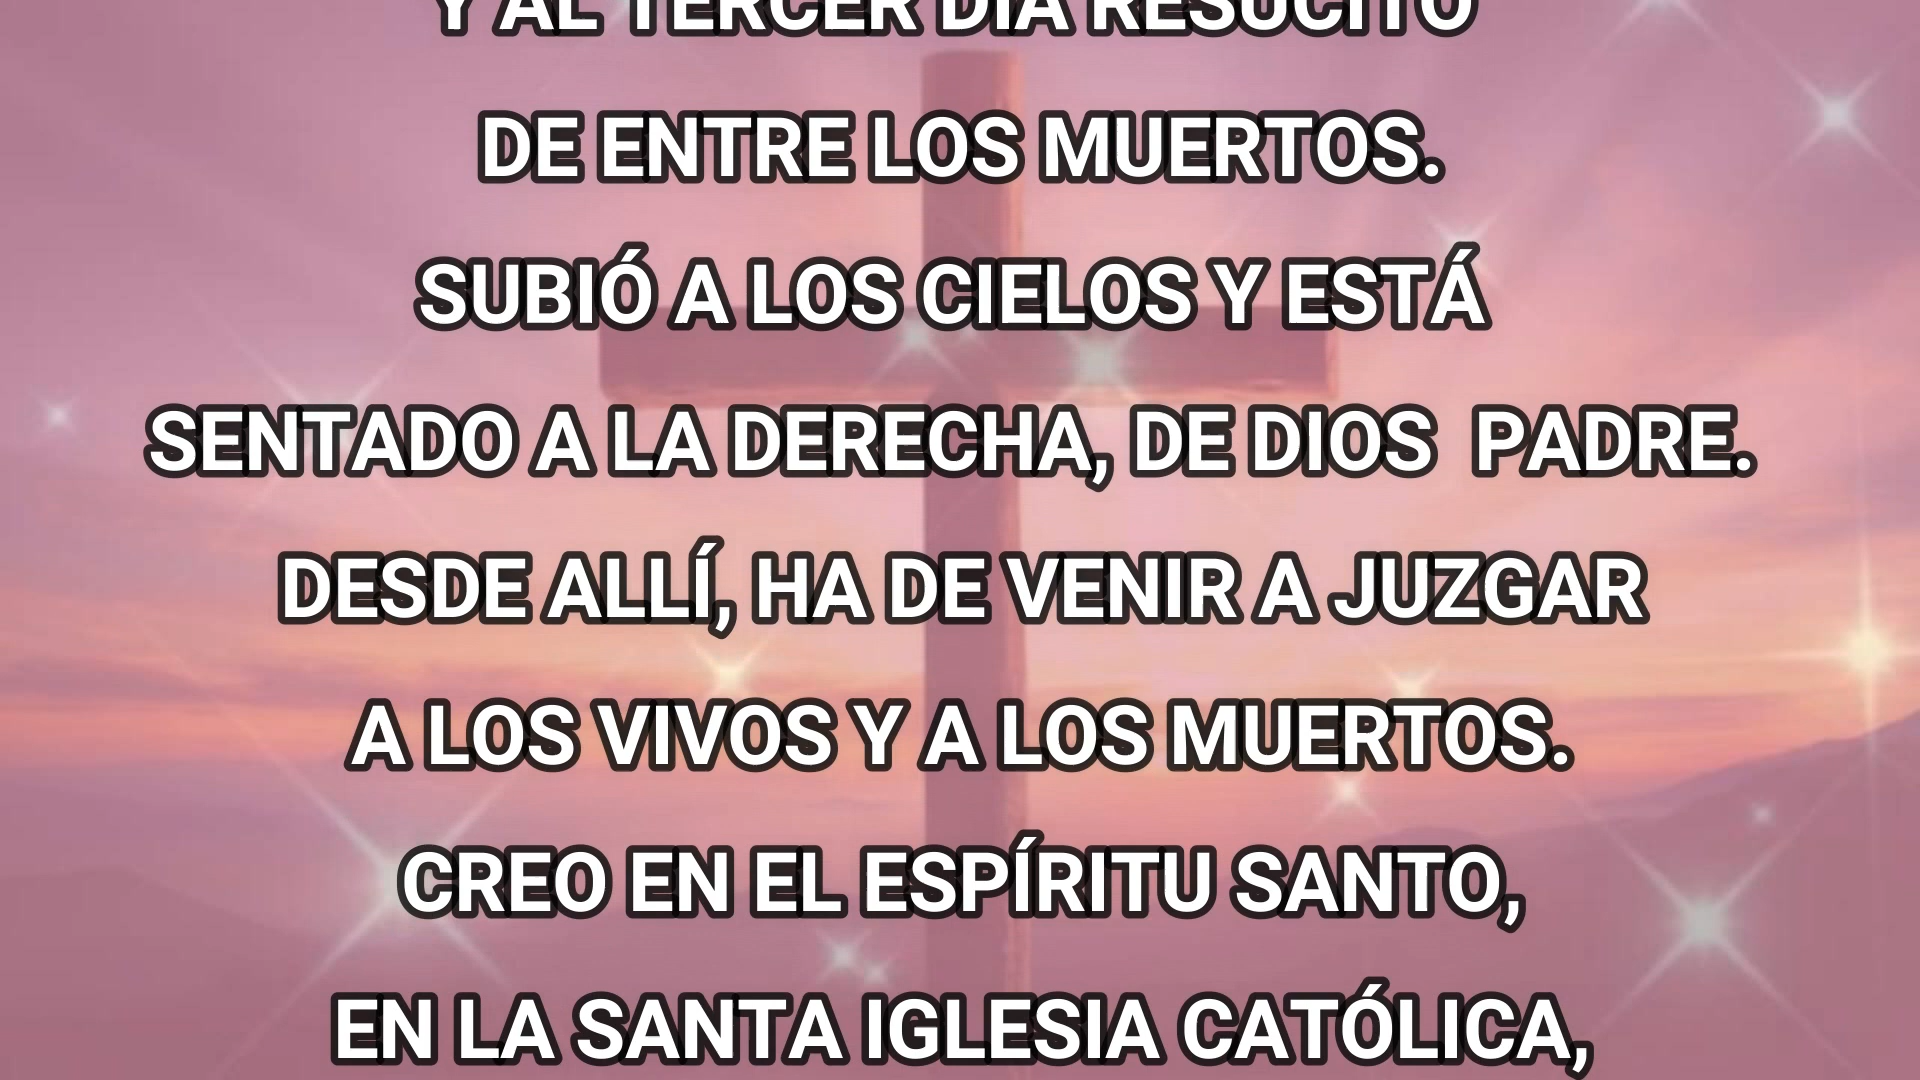 Y AL TERCER DÍA RESUCITÓ
DE ENTRE LOS MUERTOS.
SUBIÓ A LOS CIELOS Y ESTÁ
SENTADO A LA DERECHA, DE DIOS  PADRE.
DESDE ALLÍ, HA DE VENIR A JUZGAR
A LOS VIVOS Y A LOS MUERTOS.
CREO EN EL ESPÍRITU SANTO,
EN LA SANTA IGLESIA CATÓLICA,